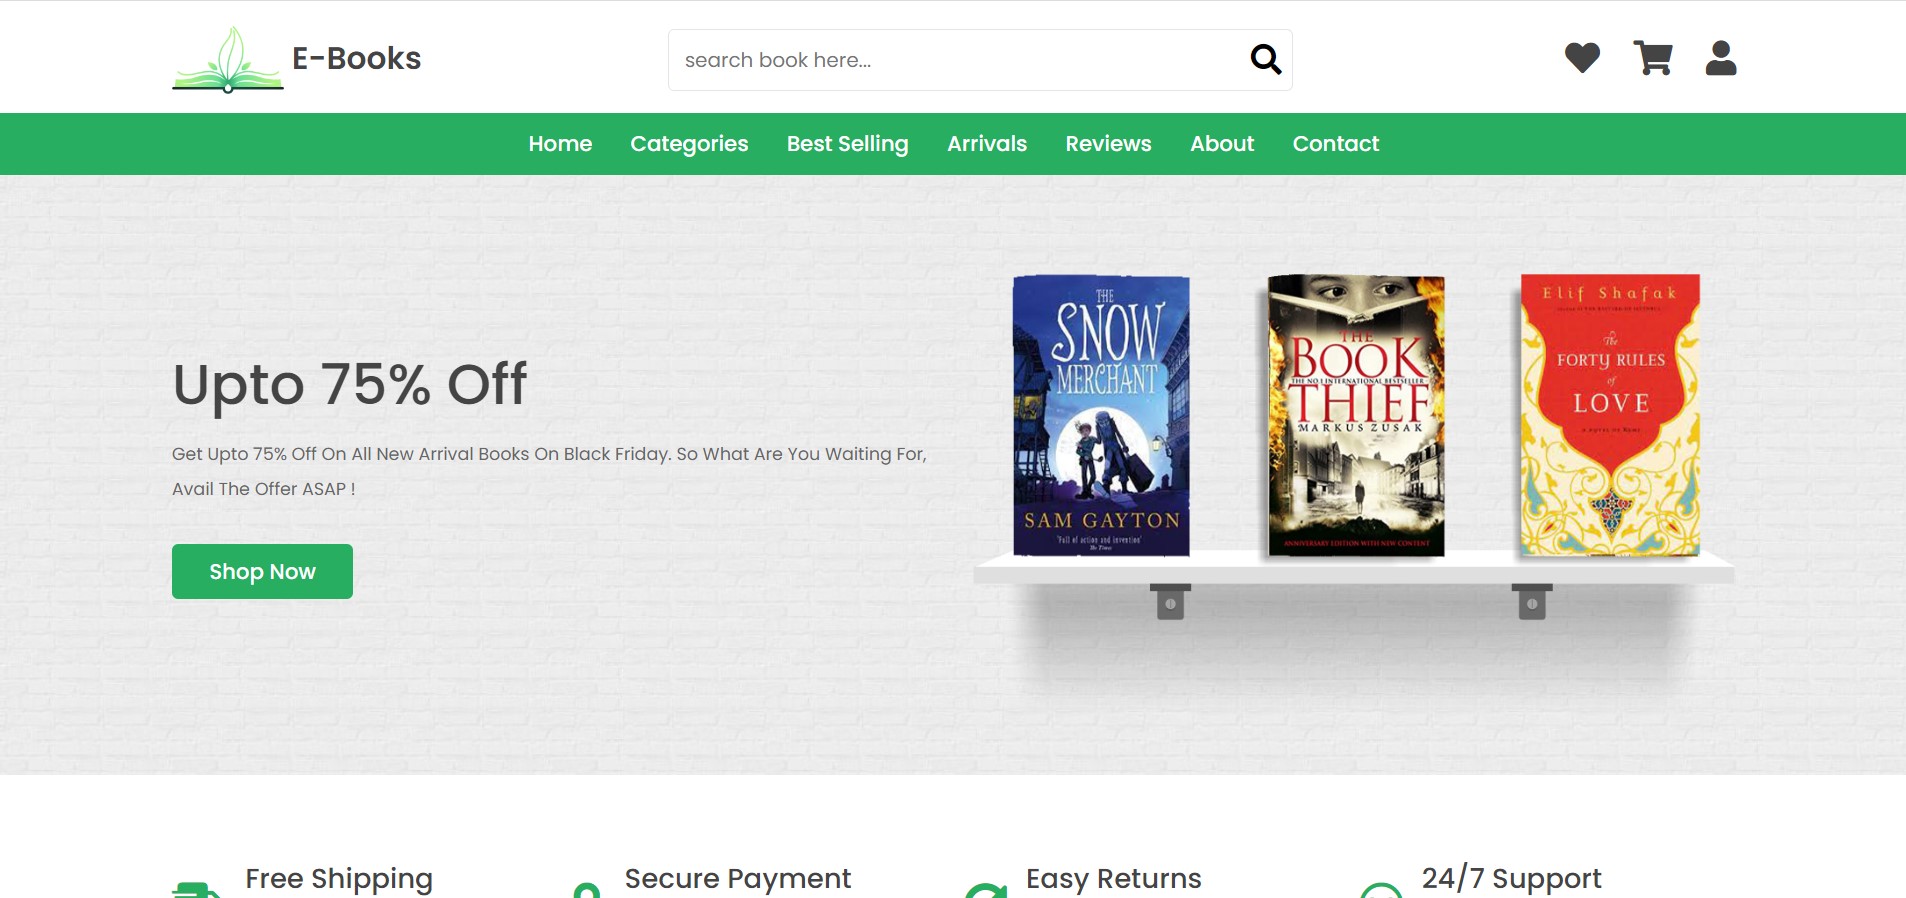 E-Books
search book here...
Home Categories Best Selling Arrivals Reviews About Contact
Upto 75% Off
Get Upto 75% Off On All New Arrival Books On Black Friday. So What Are You Waiting For,
Avail The Offer ASAP !
Shop Now
THE
SNOW
MERCHANT
SAM GAYTON
'Full of action and invention'
The Times
THE
BOOK
THE NO.1 INTERNATIONAL BESTSELLER
THIEF
MARKUS ZUSAK
ANNIVERSARY EDITION WITH NEW CONTENT
Elif Shafak
The
FORTY RULES
of
LOVE
A NOVEL OF RUMI
Free Shipping
Secure Payment
Easy Returns
24/7 Support